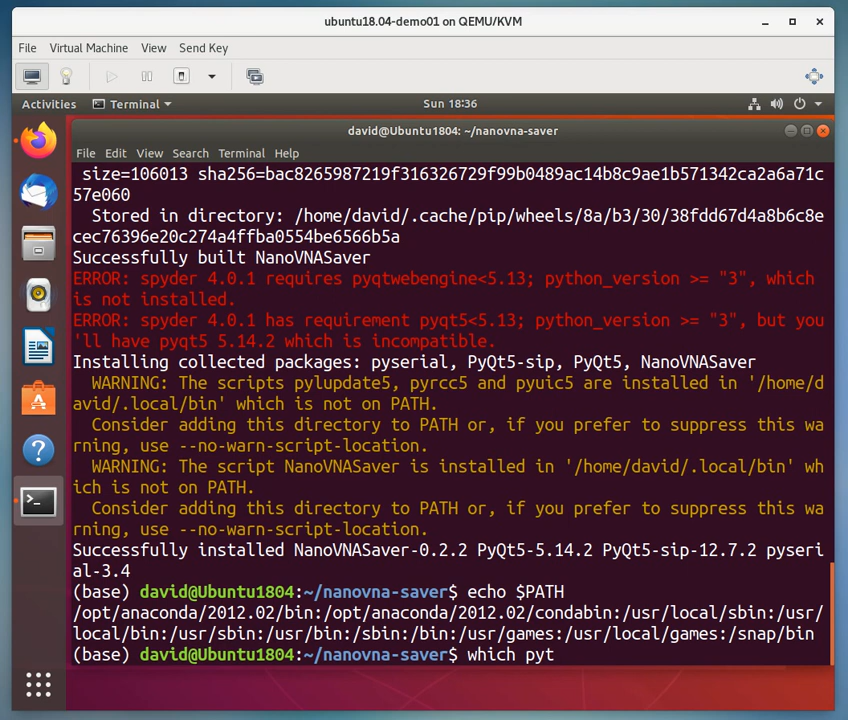 ubuntu18.04-demo01 on QEMU/KVM
File Virtual Machine View Send Key
Activities Terminal Sun 18:36
david@Ubuntu1804: ~/nanovna-saver
File Edit View Search Terminal Help
size=106013 sha256=bac8265987219f316326729f99b0489ac14b8c9ae1b571342ca2a6a71c
57e060
Stored in directory: /home/david/.cache/pip/wheels/8a/b3/30/38fdd67d4a8b6c8e
cec76396e20c274a4ffba0554be6566b5a
Successfully built NanoVNASaver
ERROR: spyder 4.0.1 requires pyqtwebengine<5.13; python_version >= "3", which
is not installed.
ERROR: spyder 4.0.1 has requirement pyqt5<5.13; python_version >= "3", but you
'll have pyqt5 5.14.2 which is incompatible.
Installing collected packages: pyserial, PyQt5-sip, PyQt5, NanoVNASaver
WARNING: The scripts pylupdate5, pyrcc5 and pyuic5 are installed in '/home/d
avid/.local/bin' which is not on PATH.
Consider adding this directory to PATH or, if you prefer to suppress this wa
rning, use --no-warn-script-location.
WARNING: The script NanoVNASaver is installed in '/home/david/.local/bin' wh
ich is not on PATH.
Consider adding this directory to PATH or, if you prefer to suppress this wa
rning, use --no-warn-script-location.
Successfully installed NanoVNASaver-0.2.2 PyQt5-5.14.2 PyQt5-sip-12.7.2 pyseri
al-3.4
(base) david@Ubuntu1804:~/nanovna-saver$ echo $PATH
/opt/anaconda/2012.02/bin:/opt/anaconda/2012.02/condabin:/usr/local/sbin:/usr/
local/bin:/usr/sbin:/usr/bin:/sbin:/bin:/usr/games:/usr/local/games:/snap/bin
(base) david@Ubuntu1804:~/nanovna-saver$ which pyt